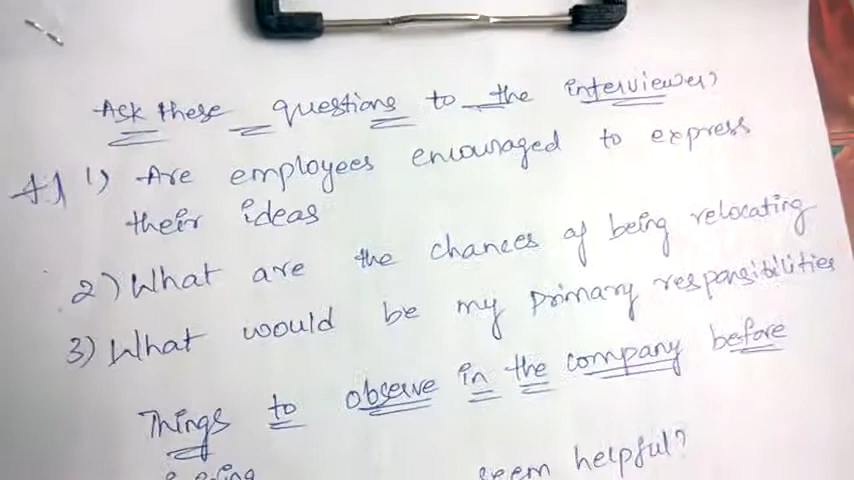 Ask these questions to the interviewer?
1) Are employees encouraged to express
their ideas
2) What are the chances of being relocating
3) What would be my primary responsibilities
Things to observe in the company before
seem helpful?